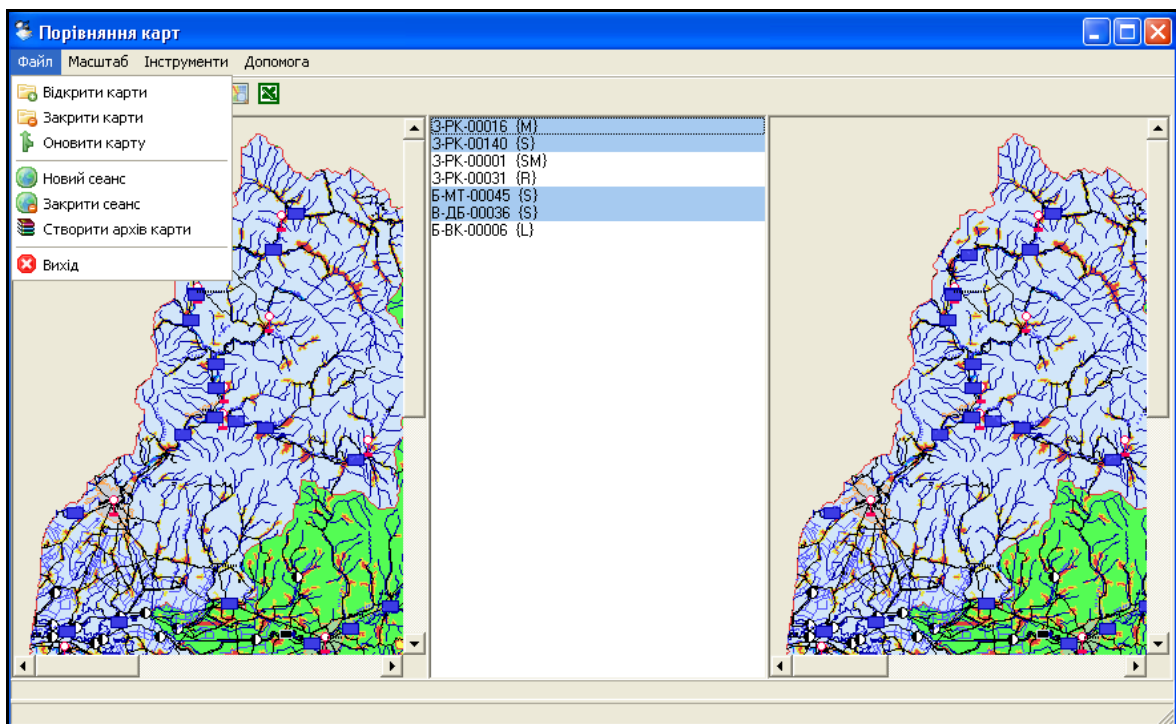 Порівняння карт
Файл Масштаб Інструменти Допомога
Відкрити карти
Закрити карти
Оновити карту
Новий сеанс
Закрити сеанс
Створити архів карти
Вихід
З-РК-00016 {M}
З-РК-00140 {S}
З-РК-00001 {SM}
З-РК-00031 {R}
Б-МТ-00045 {S}
В-ДБ-00036 {S}
Б-ВК-00006 {L}